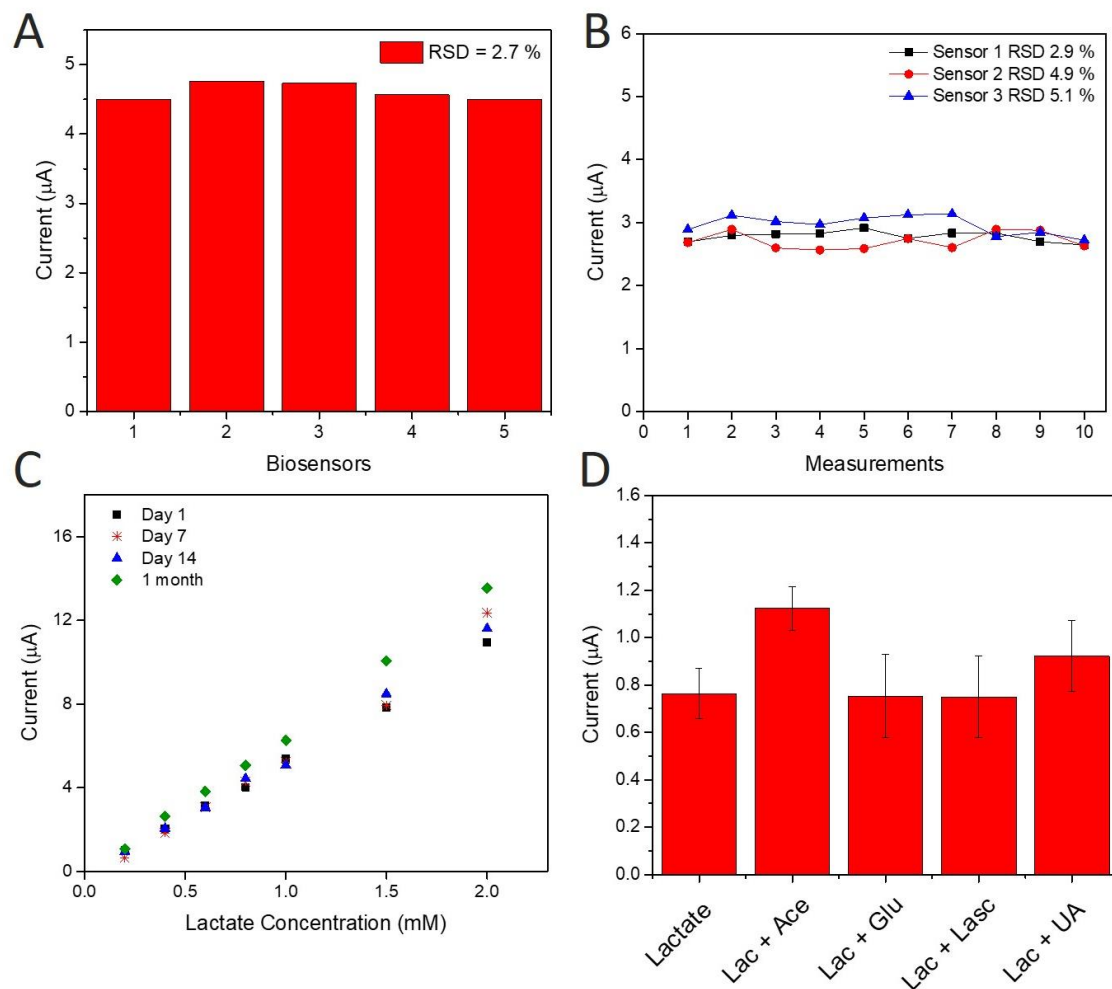 A
RSD = 2.7 %
5
4
3
2
1
0
Current (μA)
1 2 3 4 5
Biosensors
B
Sensor 1 RSD 2.9 %
Sensor 2 RSD 4.9 %
Sensor 3 RSD 5.1 %
6
5
4
3
2
1
0
Current (μA)
0 1 2 3 4 5 6 7 8 9 10
Measurements
C
Day 1
Day 7
Day 14
1 month
16
12
8
4
0
Current (μA)
0.0 0.5 1.0 1.5 2.0
Lactate Concentration (mM)
D
1.6
1.4
1.2
1.0
0.8
0.6
0.4
0.2
0.0
Current (μA)
Lactate
Lac + Ace
Lac + Glu
Lac + Lasc
Lac + UA